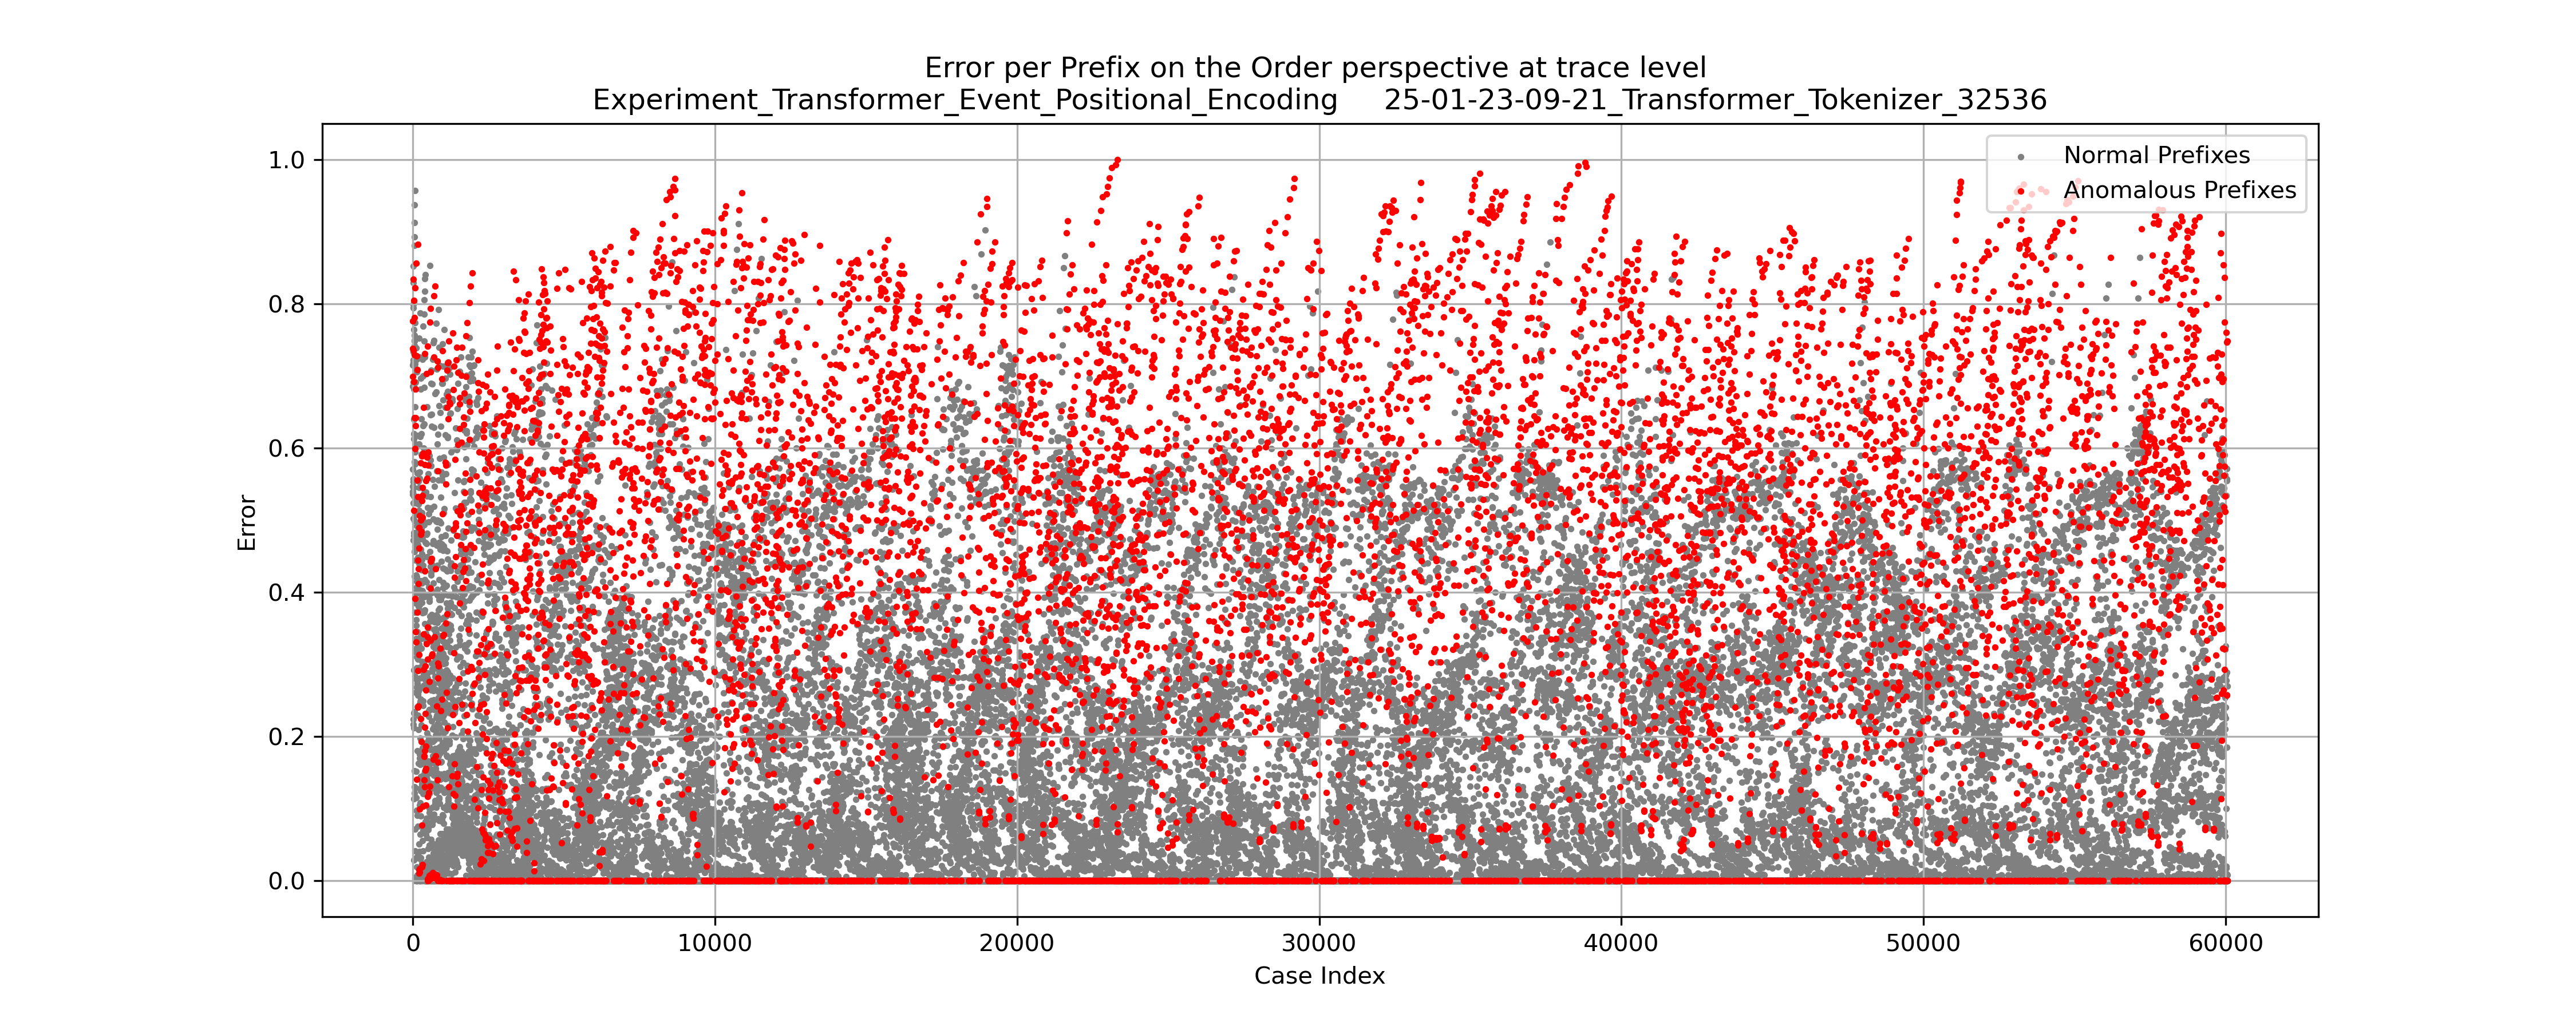 Error per Prefix on the Order perspective at trace level
Experiment_Transformer_Event_Positional_Encoding 25-01-23-09-21_Transformer_Tokenizer_32536
Normal Prefixes
Anomalous Prefixes
1.0
0.8
0.6
0.4
0.2
0.0
Error
0 10000 20000 30000 40000 50000 60000
Case Index